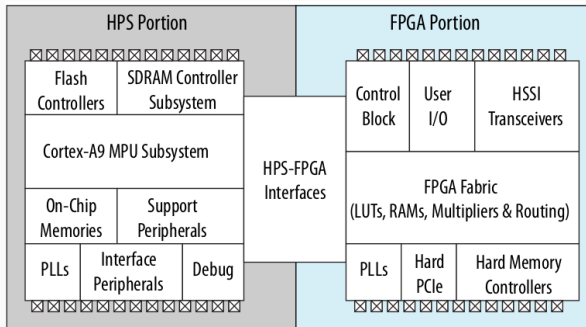 HPS Portion
FPGA Portion
Flash
Controllers
SDRAM Controller
Subsystem
Cortex-A9 MPU Subsystem
On-Chip
Memories
Support
Peripherals
PLLs
Interface
Peripherals
Debug
HPS-FPGA
Interfaces
Control
Block
User
I/O
HSSI
Transceivers
FPGA Fabric
(LUTs, RAMs, Multipliers & Routing)
PLLs
Hard
PCIe
Hard Memory
Controllers